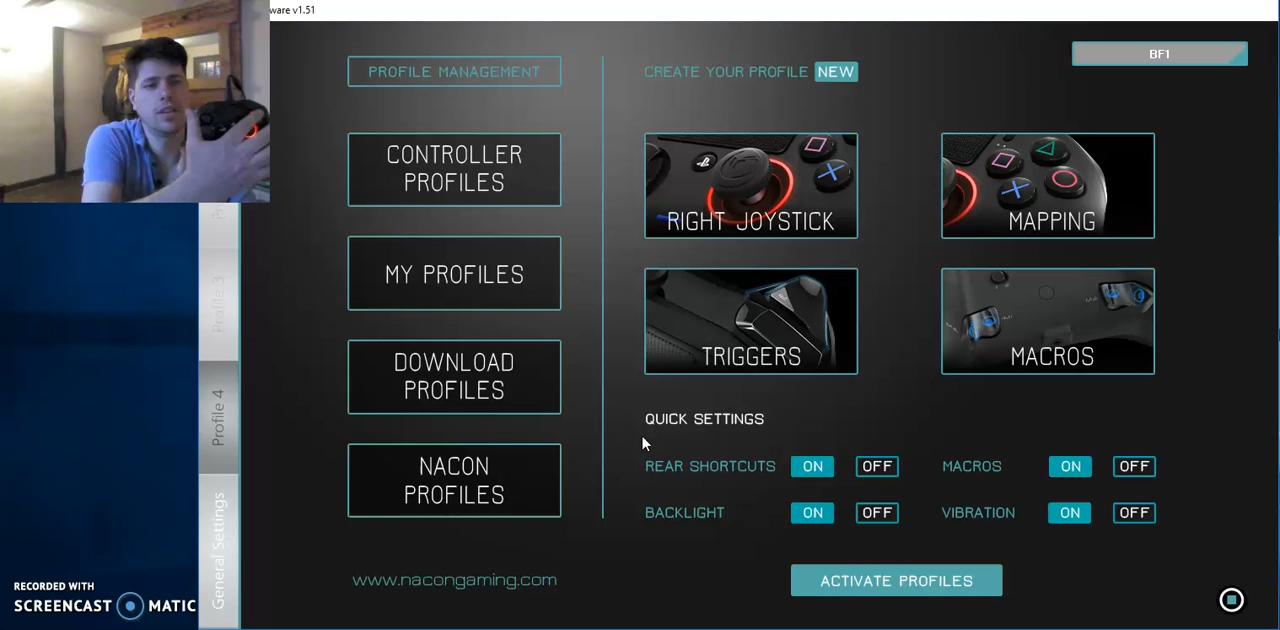 ware v1.51
BF1
PROFILE MANAGEMENT
CREATE YOUR PROFILE NEW
CONTROLLER
PROFILES
MY PROFILES
DOWNLOAD
PROFILES
NACON
PROFILES
RIGHT JOYSTICK
MAPPING
TRIGGERS
MACROS
QUICK SETTINGS
REAR SHORTCUTS ON OFF
MACROS ON OFF
BACKLIGHT ON OFF
VIBRATION ON OFF
ACTIVATE PROFILES
www.nacongaming.com
Profile 3
Profile 4
General Settings
RECORDED WITH
SCREENCAST MATIC